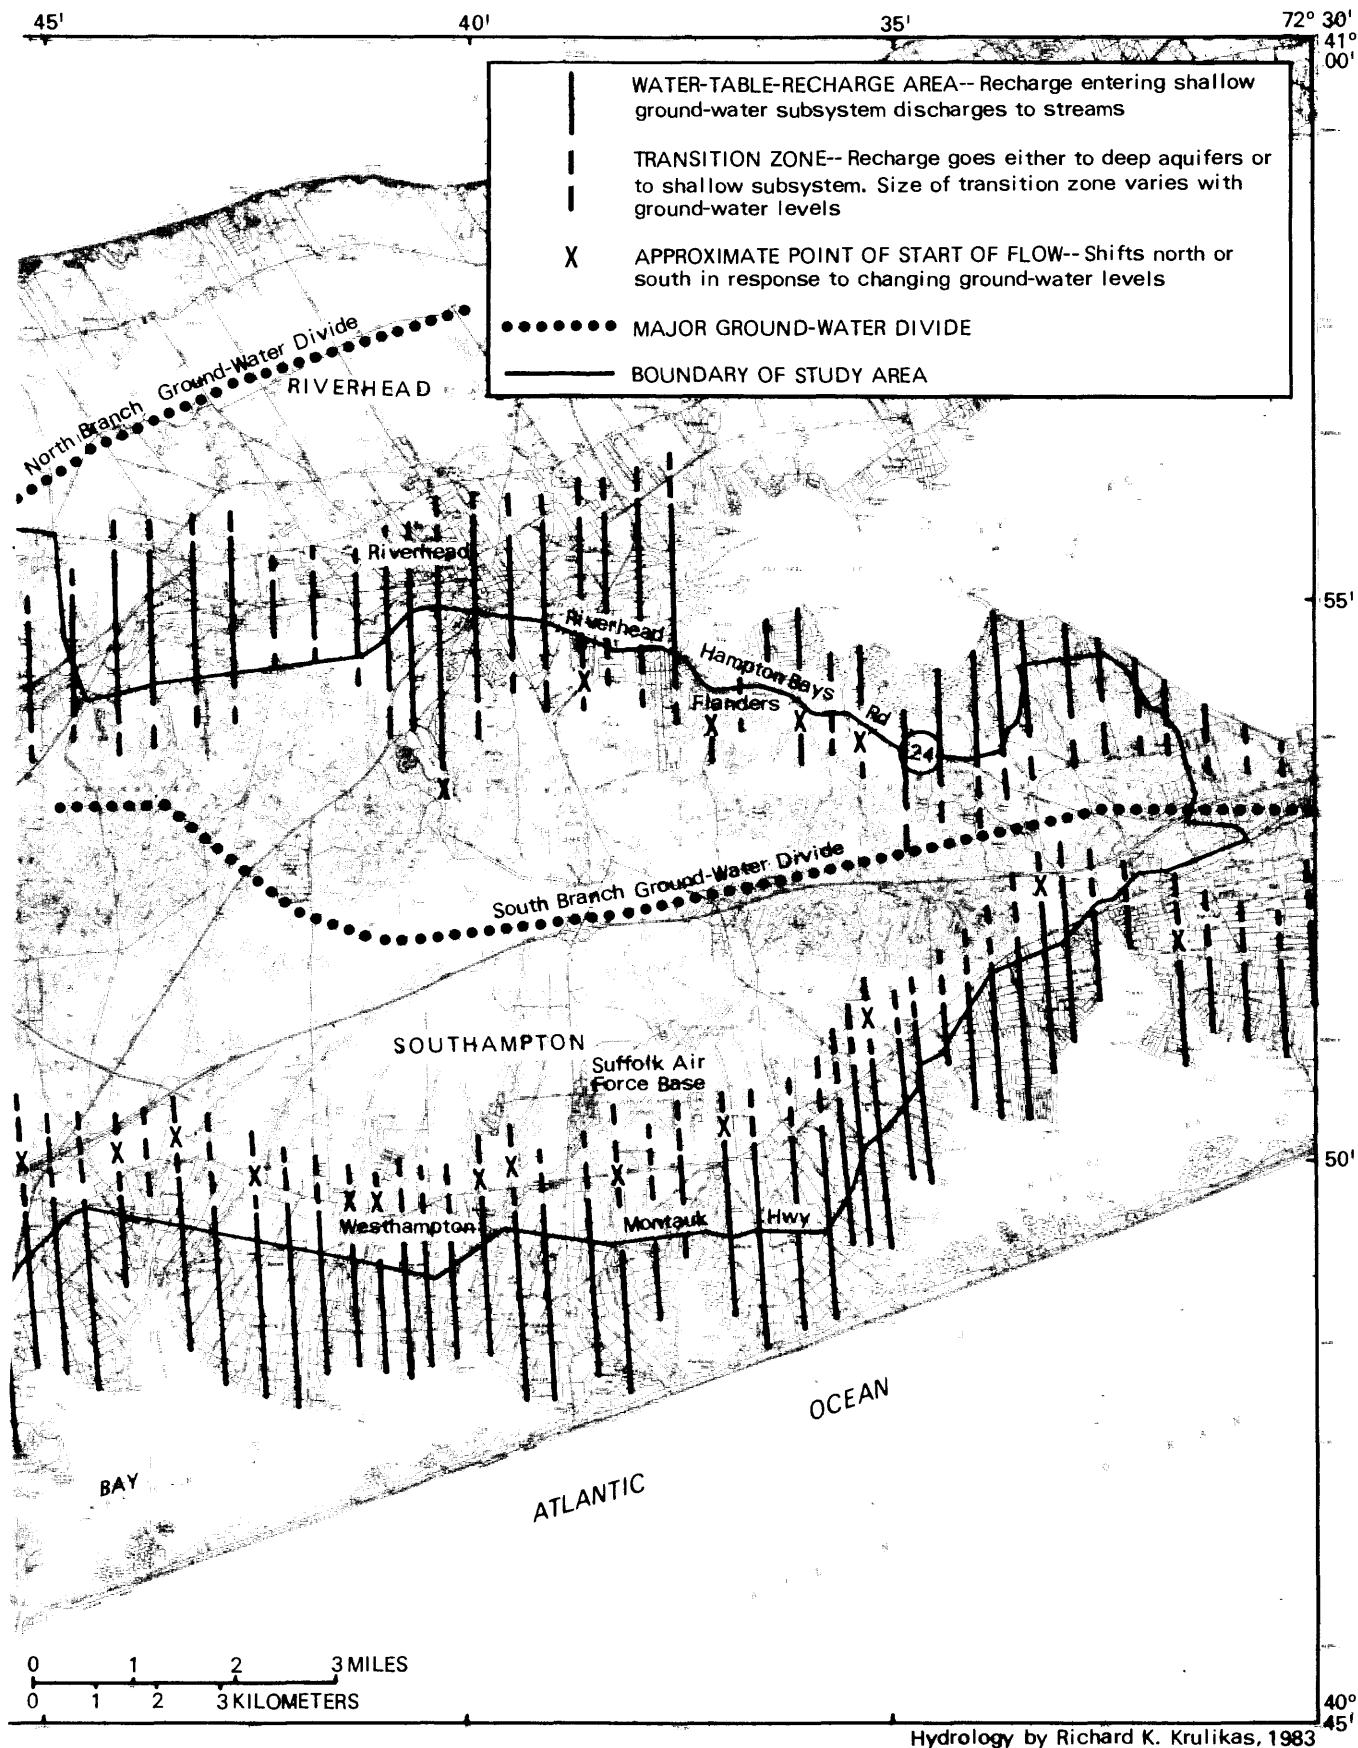 45' 40' 35' 72° 30'
41°
00'
WATER-TABLE-RECHARGE AREA-- Recharge entering shallow
ground-water subsystem discharges to streams
TRANSITION ZONE-- Recharge goes either to deep aquifers or
to shallow subsystem. Size of transition zone varies with
ground-water levels
X APPROXIMATE POINT OF START OF FLOW-- Shifts north or
south in response to changing ground-water levels
MAJOR GROUND-WATER DIVIDE
BOUNDARY OF STUDY AREA
North Branch Ground-Water Divide
RIVERHEAD
Riverhead
55'
Riverhead
Hampton Bays
Rd
Flanders
24
South Branch Ground-Water Divide
SOUTHAMPTON
Suffolk Air
Force Base
50'
Westhampton
Montauk Hwy
OCEAN
BAY
ATLANTIC
0 1 2 3 MILES
0 1 2 3 KILOMETERS
40°
45'
Hydrology by Richard K. Krulikas, 1983